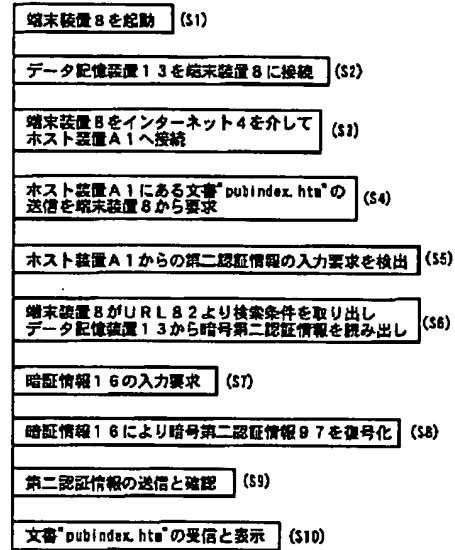 端末装置8を起動 (S1)
データ記憶装置13を端末装置8に接続 (S2)
端末装置8をインターネット4を介して
ホスト装置A1へ接続 (S3)
ホスト装置A1にある文書"pubindex.htm"の
送信を端末装置8から要求 (S4)
ホスト装置A1からの第二認証情報の入力要求を検出 (S5)
端末装置8がURL82より検索条件を取り出し
データ記憶装置13から暗号第二認証情報を読み出し (S6)
暗証情報16の入力要求 (S7)
暗証情報16により暗号第二認証情報97を復号化 (S8)
第二認証情報の送信と確認 (S9)
文書"pubindex.htm"の受信と表示 (S10)